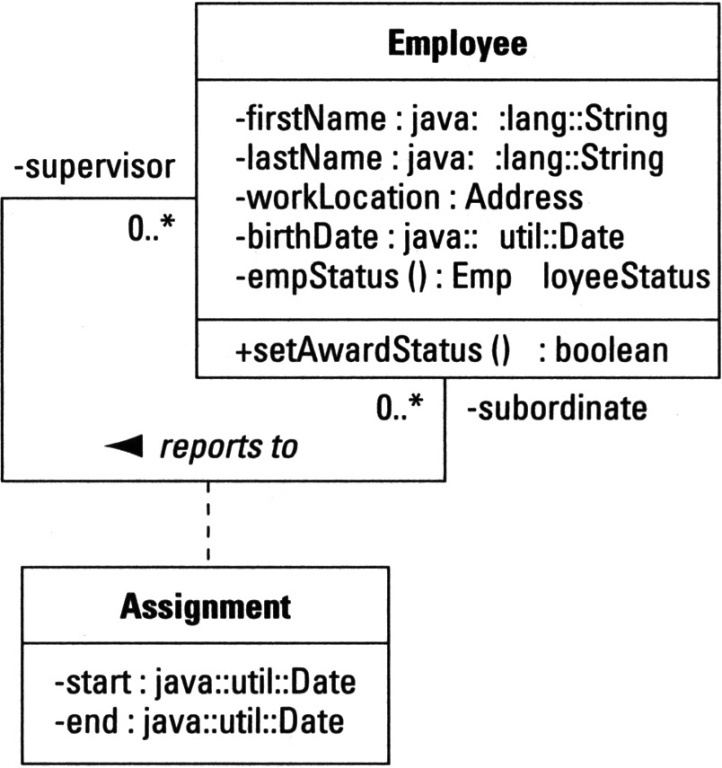 Employee
-firstName : java: :lang::String
-lastName : java: :lang::String
-workLocation : Address
-birthDate : java:: util::Date
-empStatus () : Emp loyeeStatus
+setAwardStatus () : boolean
-supervisor
0..*
0..* -subordinate
reports to
Assignment
-start : java::util::Date
-end : java::util::Date